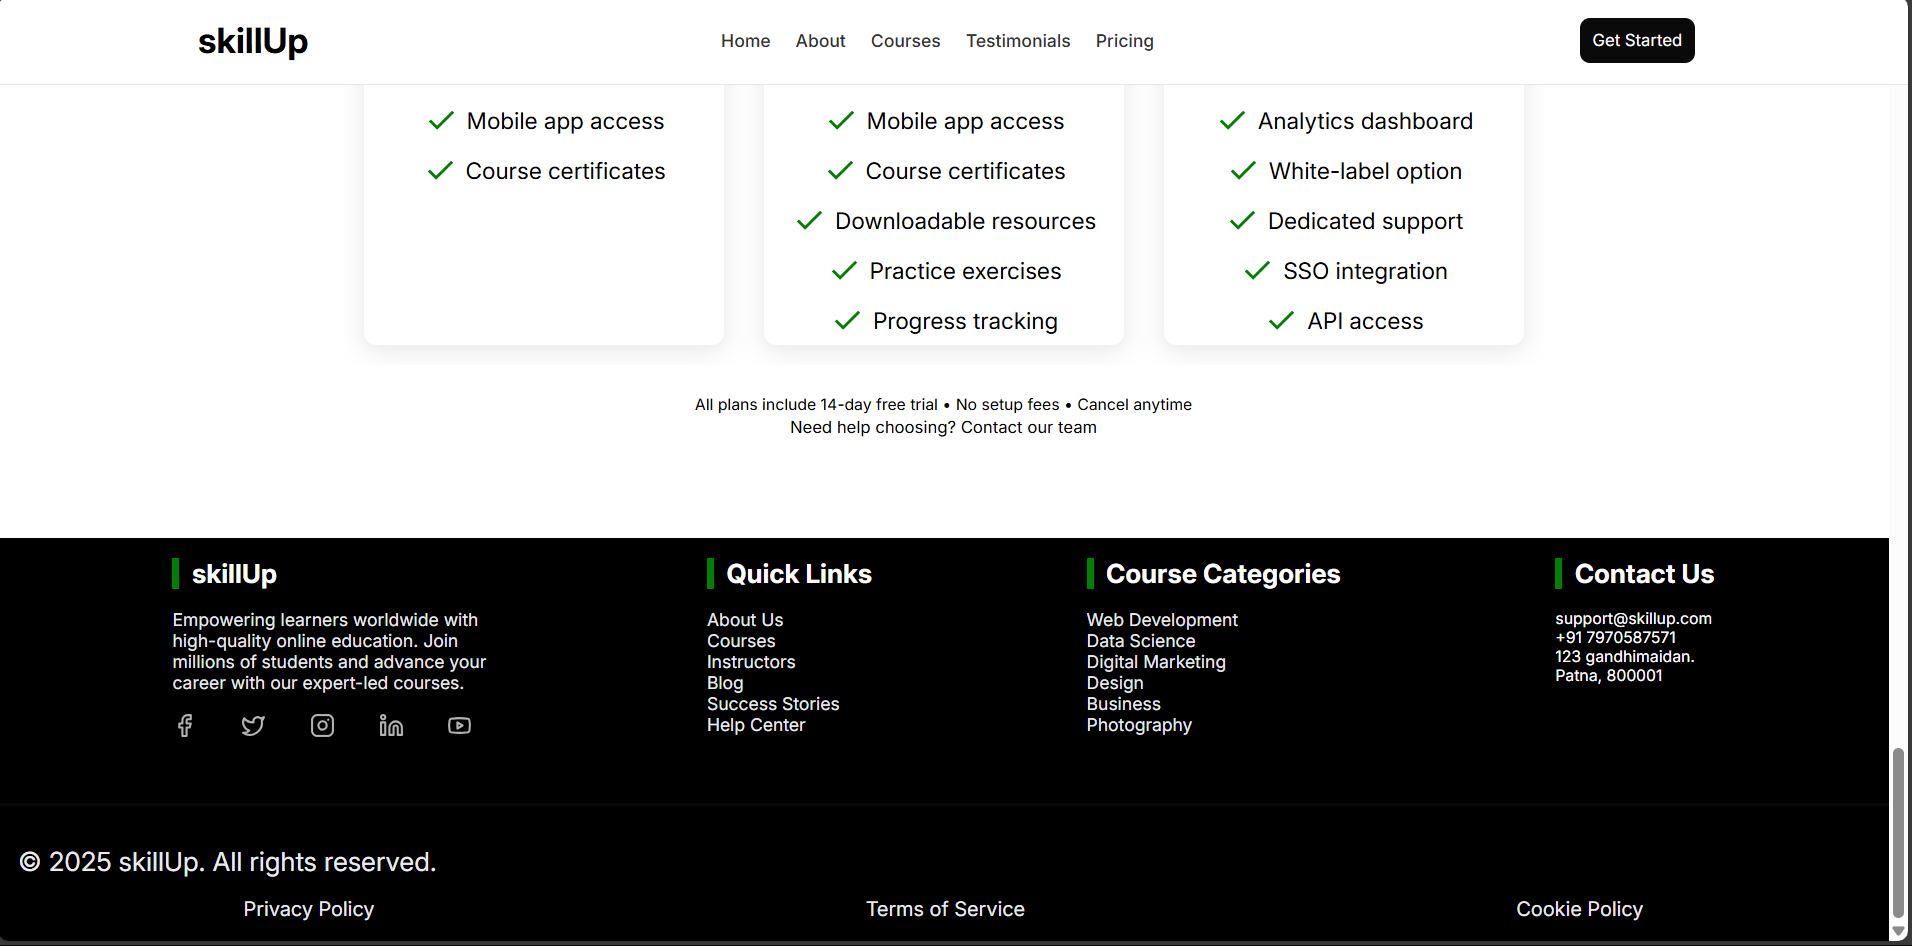 skillUp
Home About Courses Testimonials Pricing
Get Started
Mobile app access
Course certificates
Mobile app access
Course certificates
Downloadable resources
Practice exercises
Progress tracking
Analytics dashboard
White-label option
Dedicated support
SSO integration
API access
All plans include 14-day free trial • No setup fees • Cancel anytime
Need help choosing? Contact our team
skillUp
Empowering learners worldwide with
high-quality online education. Join
millions of students and advance your
career with our expert-led courses.
Quick Links
About Us
Courses
Instructors
Blog
Success Stories
Help Center
Course Categories
Web Development
Data Science
Digital Marketing
Design
Business
Photography
Contact Us
support@skillup.com
+91 7970587571
123 gandhimaidan.
Patna, 800001
© 2025 skillUp. All rights reserved.
Privacy Policy
Terms of Service
Cookie Policy